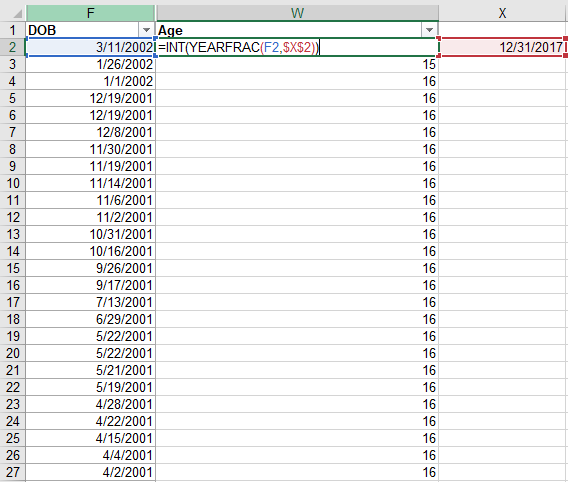 F W X
1 DOB Age
2 3/11/2002 =INT(YEARFRAC(F2,$X$2)) 12/31/2017
3 1/26/2002 15
4 1/1/2002 16
5 12/19/2001 16
6 12/19/2001 16
7 12/8/2001 16
8 11/30/2001 16
9 11/19/2001 16
10 11/14/2001 16
11 11/6/2001 16
12 11/2/2001 16
13 10/31/2001 16
14 10/16/2001 16
15 9/26/2001 16
16 9/17/2001 16
17 7/13/2001 16
18 6/29/2001 16
19 5/22/2001 16
20 5/22/2001 16
21 5/21/2001 16
22 5/19/2001 16
23 4/28/2001 16
24 4/22/2001 16
25 4/15/2001 16
26 4/4/2001 16
27 4/2/2001 16